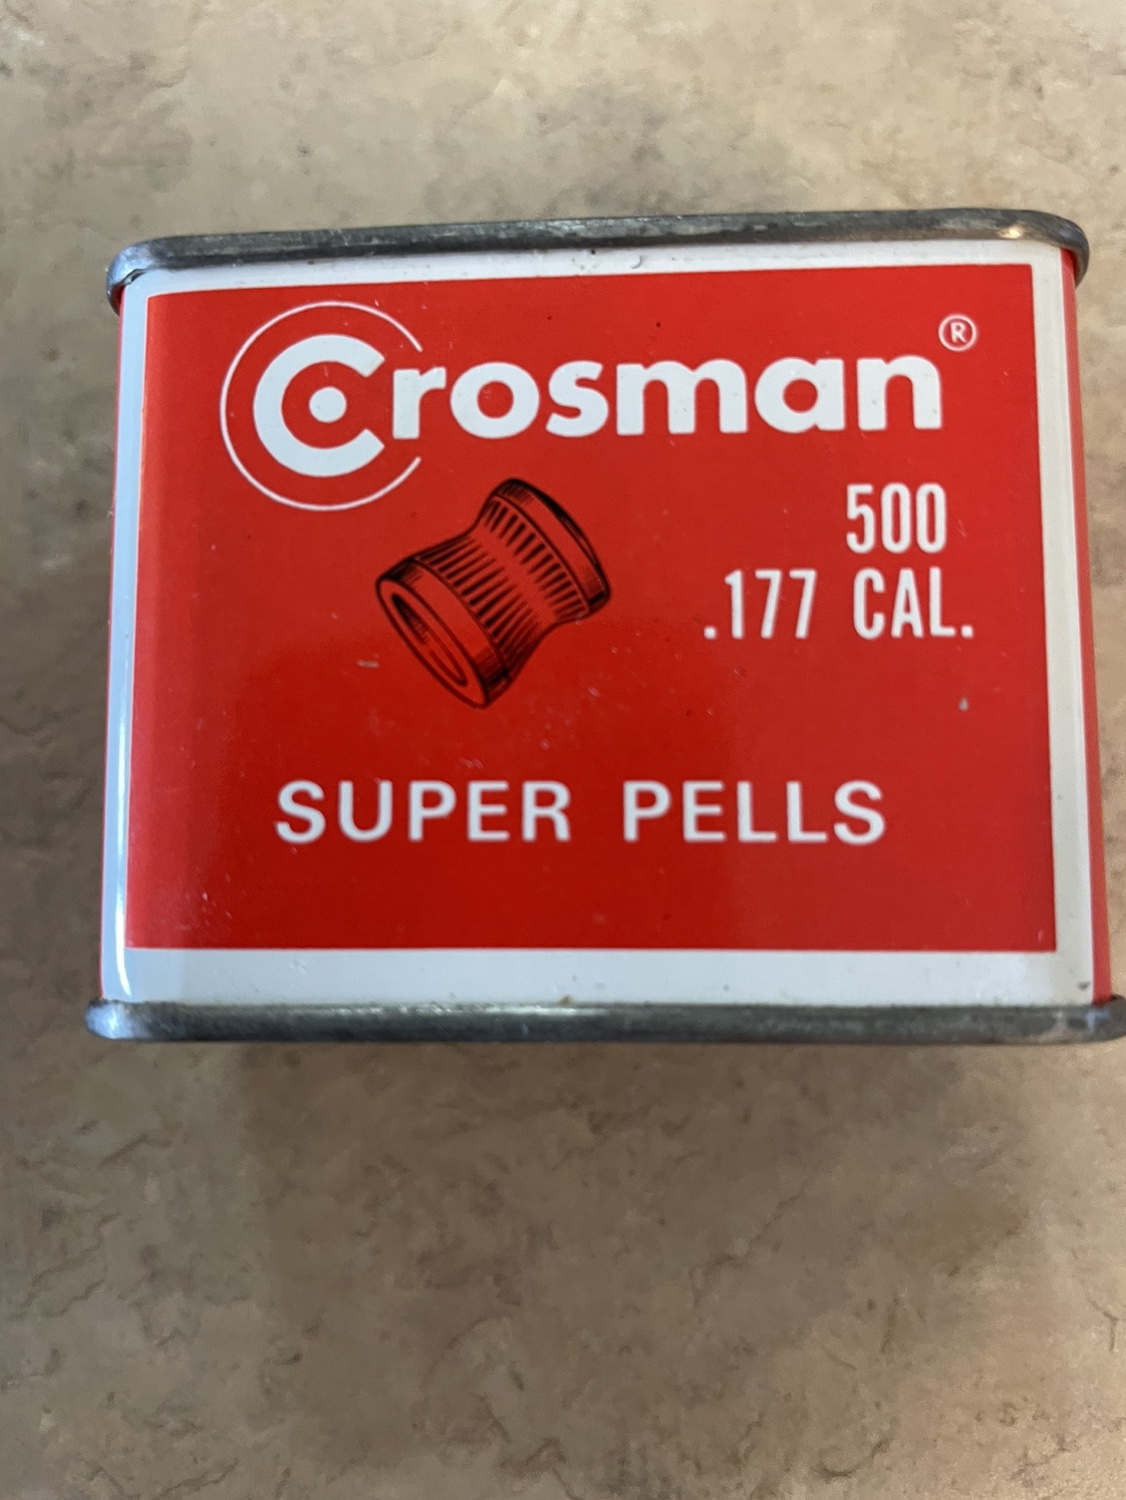 Crosman®
500
.177 CAL.
SUPER PELLS